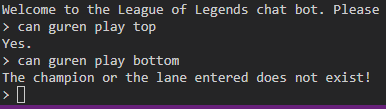 Welcome to the League of Legends chat bot. Please
> can guren play top
Yes.
> can guren play bottom
The champion or the lane entered does not exist!
>